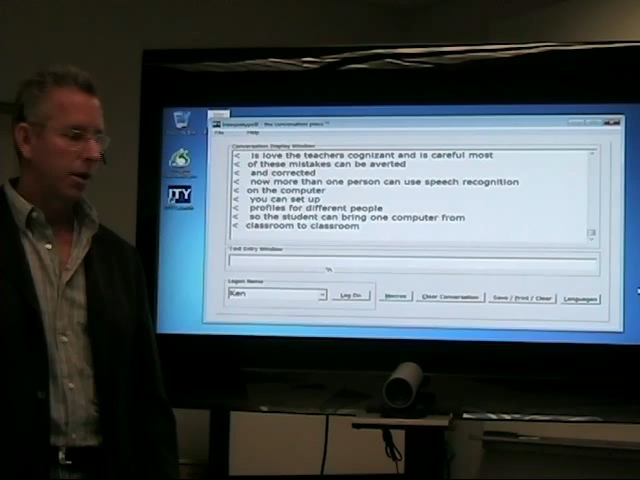 File Help
Conversation Display Window
< is love the teachers cognizant and is careful most
< of these mistakes can be averted
< and corrected
< now more than one person can use speech recognition
< on the computer
< you can set up
< profiles for different people
< so the student can bring one computer from
< classroom to classroom
Text Entry Window
Logon Name
Ken
Log On
Macros
Clear Conversation
Save / Print / Clear
Languages